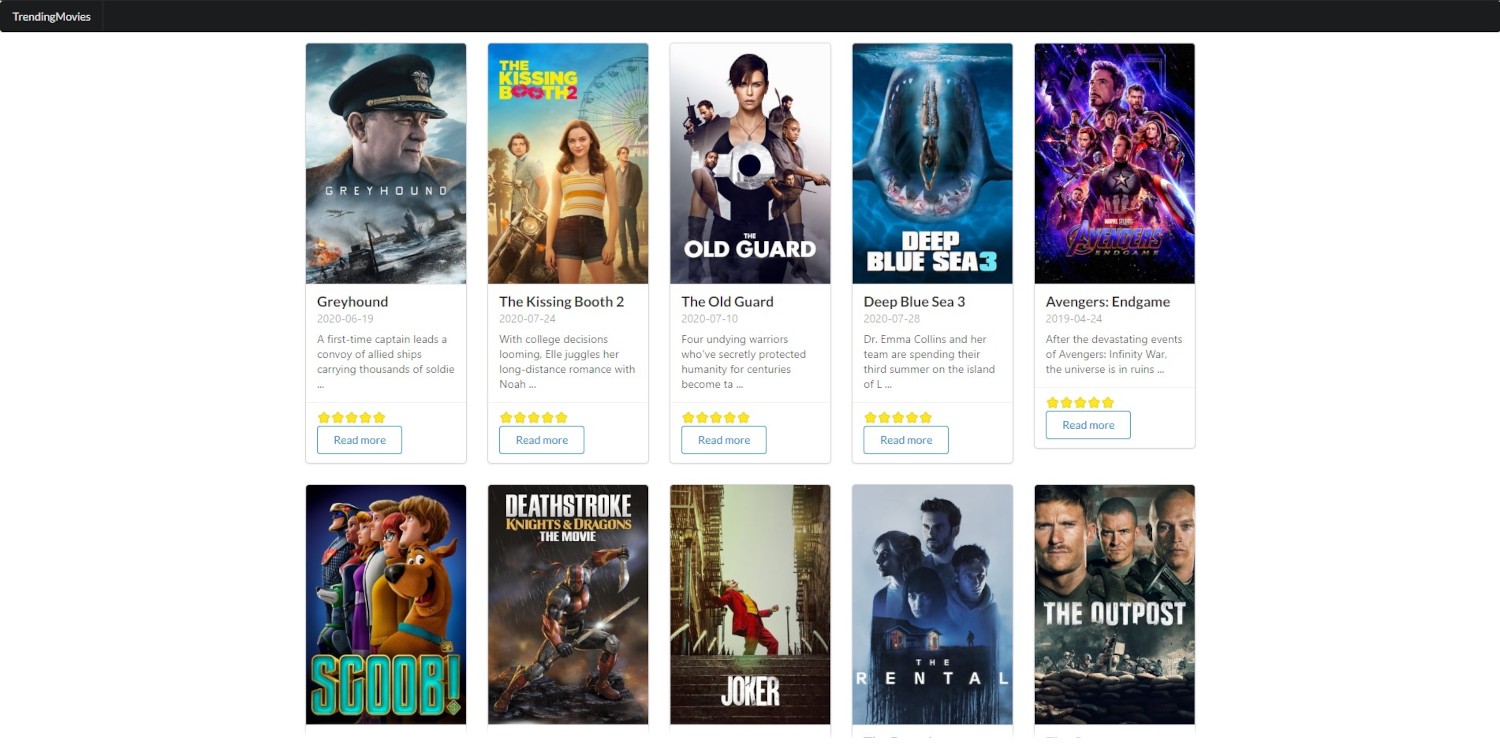 TrendingMovies
GREYHOUND
THE
KISSING
BOOTH2
THE
OLD GUARD
DEEP
BLUE SEA3
MARVEL STUDIOS
AVENGERS
ENDGAME
Greyhound
2020-06-19
A first-time captain leads a
convoy of allied ships
carrying thousands of soldie
...
Read more
The Kissing Booth 2
2020-07-24
With college decisions
looming, Elle juggles her
long-distance romance with
Noah ...
Read more
The Old Guard
2020-07-10
Four undying warriors
who've secretly protected
humanity for centuries
become ta ...
Read more
Deep Blue Sea 3
2020-07-28
Dr. Emma Collins and her
team are spending their
third summer on the island
of L ...
Read more
Avengers: Endgame
2019-04-24
After the devastating events
of Avengers: Infinity War,
the universe is in ruins ...
Read more
SCOOB!
DEATHSTROKE
KNIGHTS & DRAGONS
THE MOVIE
JOKER
THE
RENTAL
THE OUTPOST